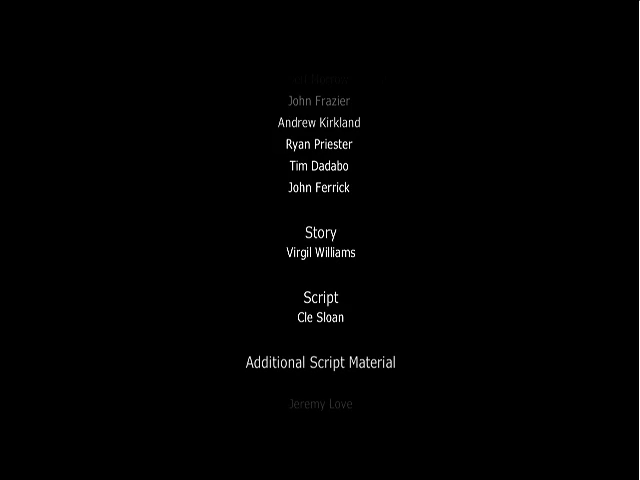 John Frazier
Andrew Kirkland
Ryan Priester
Tim Dadabo
John Ferrick
Story
Virgil Williams
Script
Cle Sloan
Additional Script Material
Jeremy Love